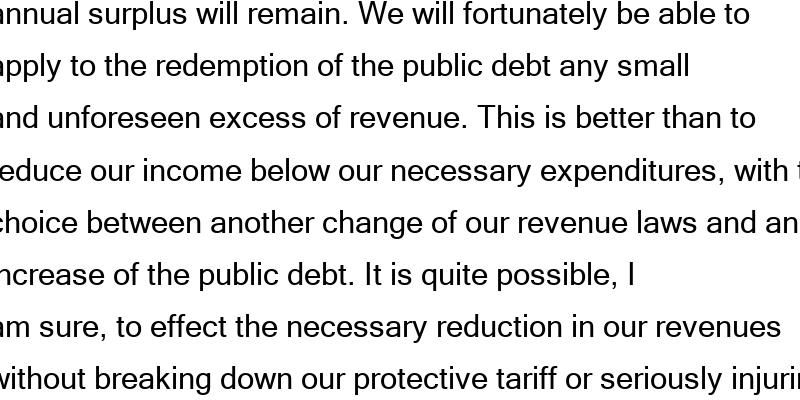 annual surplus will remain. We will fortunately be able to
apply to the redemption of the public debt any small
and unforeseen excess of revenue. This is better than to
reduce our income below our necessary expenditures, with
choice between another change of our revenue laws and an
increase of the public debt. It is quite possible, I
am sure, to effect the necessary reduction in our revenues
without breaking down our protective tariff or seriously